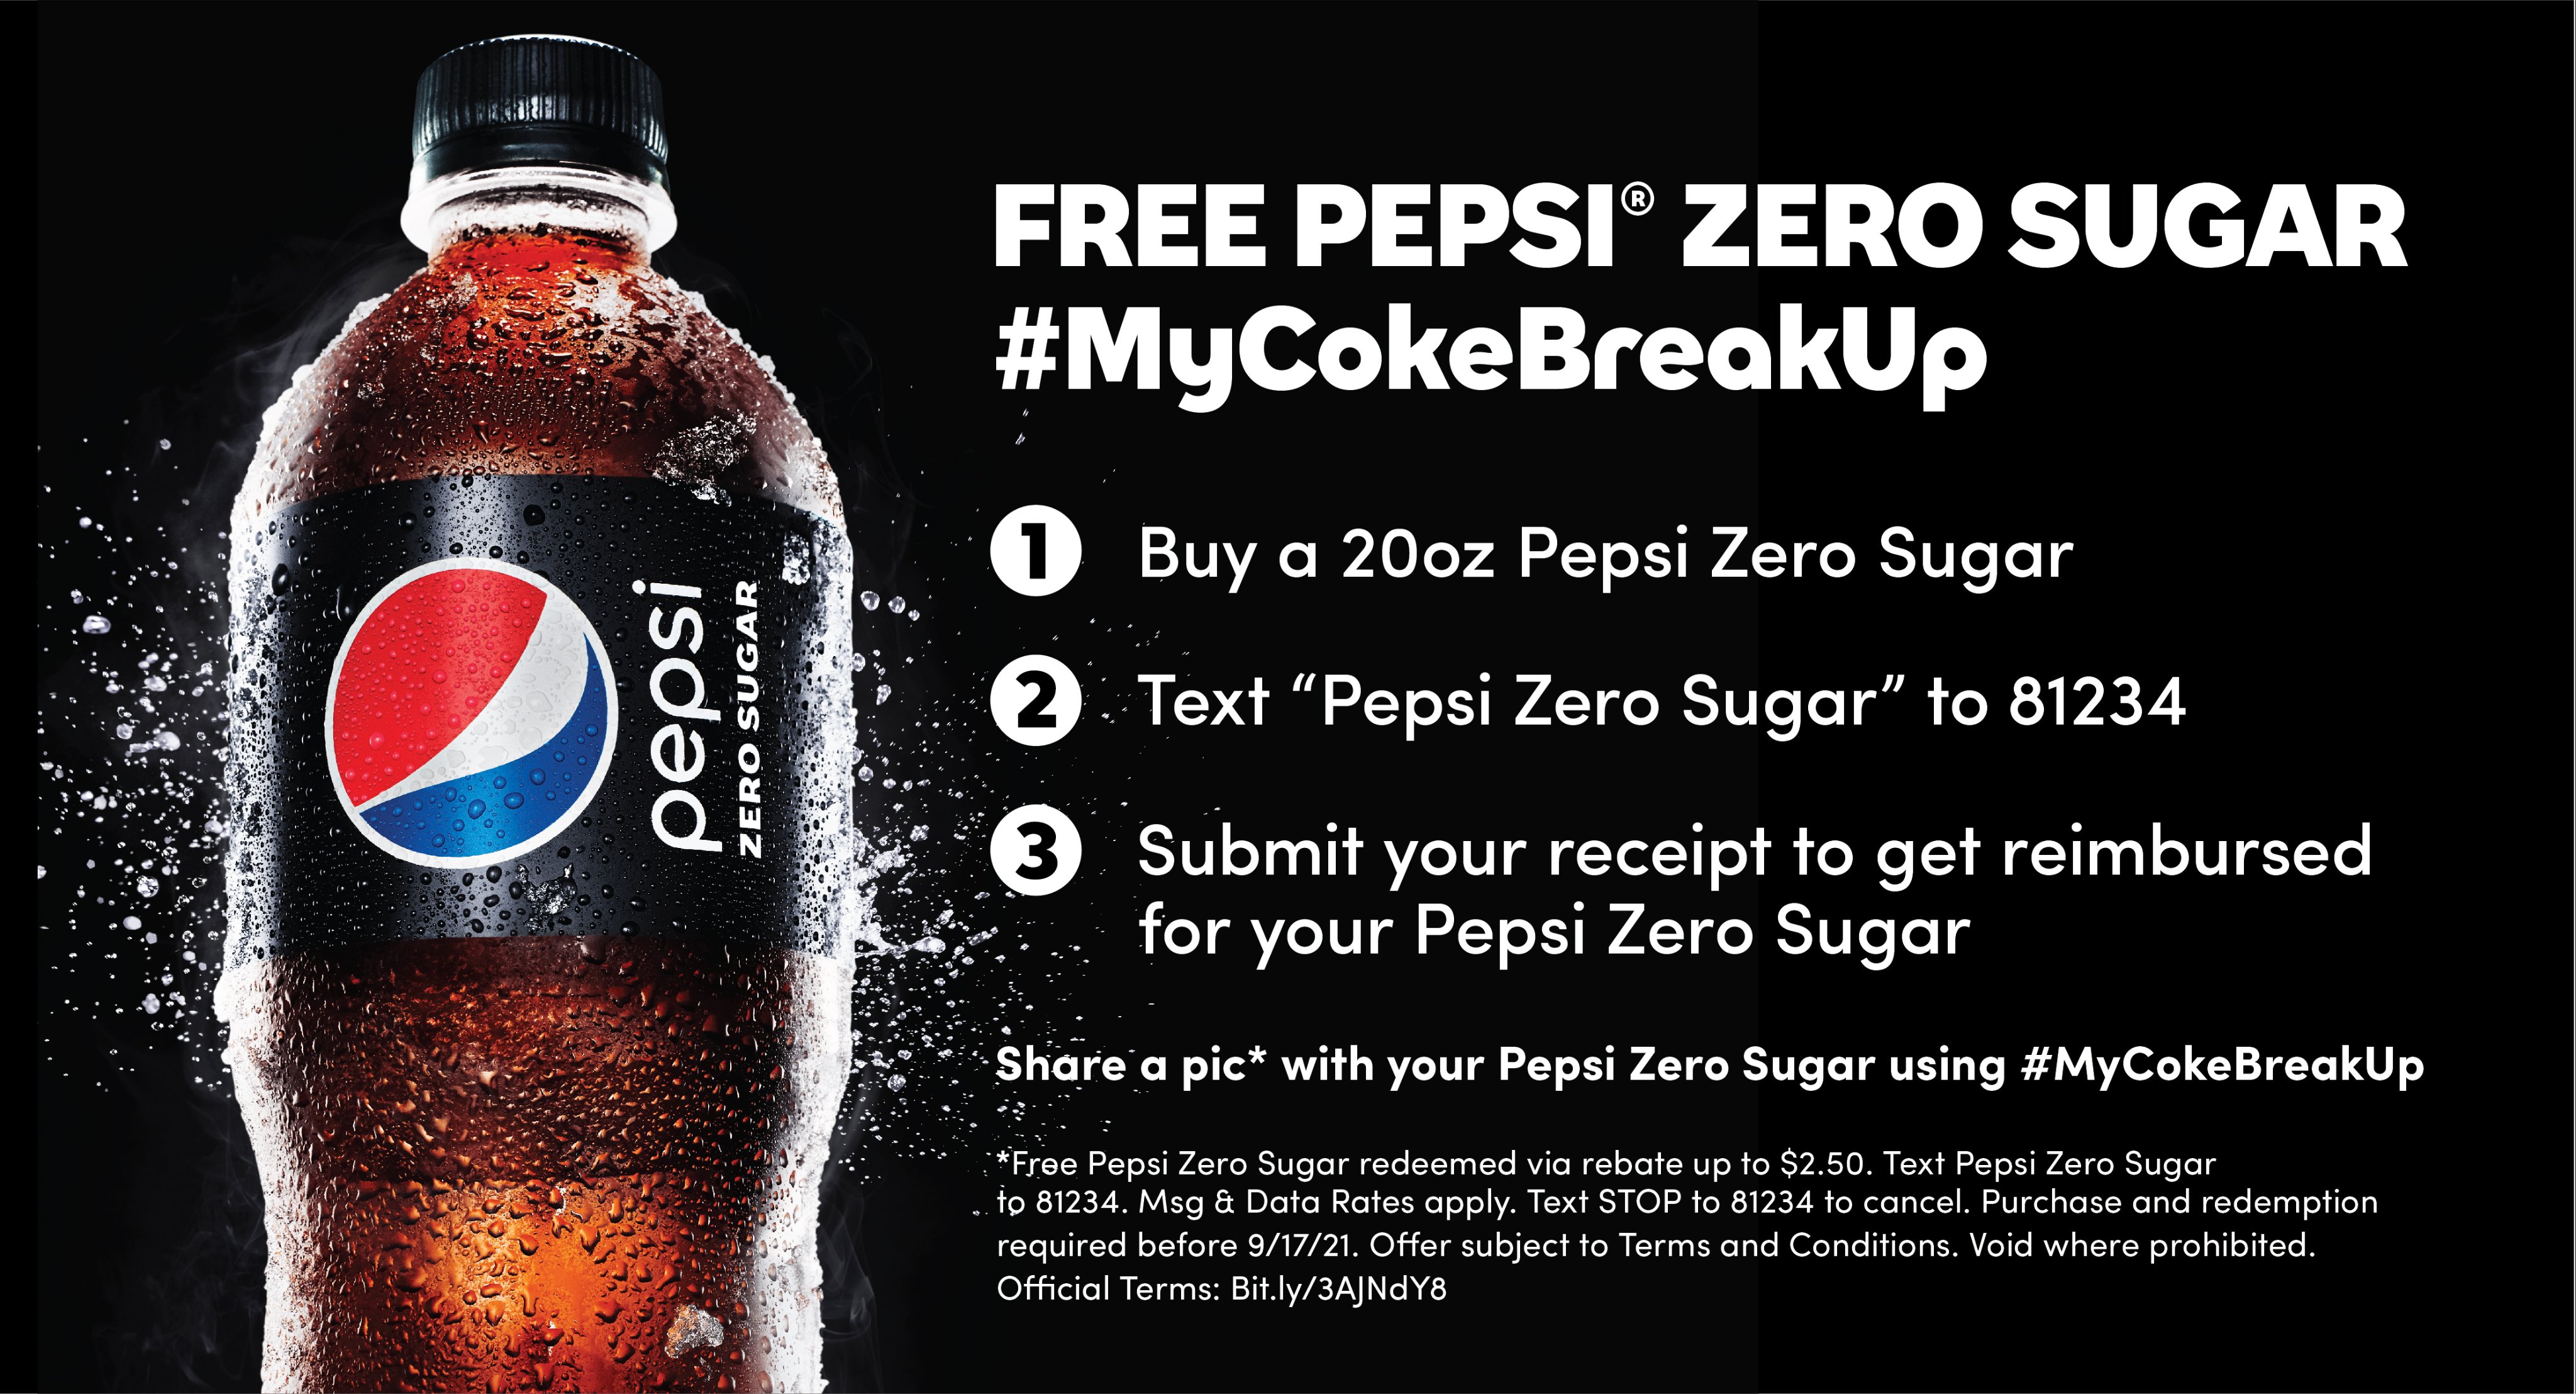 pepsi
ZERO SUGAR
FREE PEPSI® ZERO SUGAR
#MyCokeBreakUp
1 Buy a 20oz Pepsi Zero Sugar
2 Text “Pepsi Zero Sugar” to 81234
3 Submit your receipt to get reimbursed
for your Pepsi Zero Sugar
Share a pic* with your Pepsi Zero Sugar using #MyCokeBreakUp
*Free Pepsi Zero Sugar redeemed via rebate up to $2.50. Text Pepsi Zero Sugar
to 81234. Msg & Data Rates apply. Text STOP to 81234 to cancel. Purchase and redemption
required before 9/17/21. Offer subject to Terms and Conditions. Void where prohibited.
Official Terms: Bit.ly/3AJNdY8